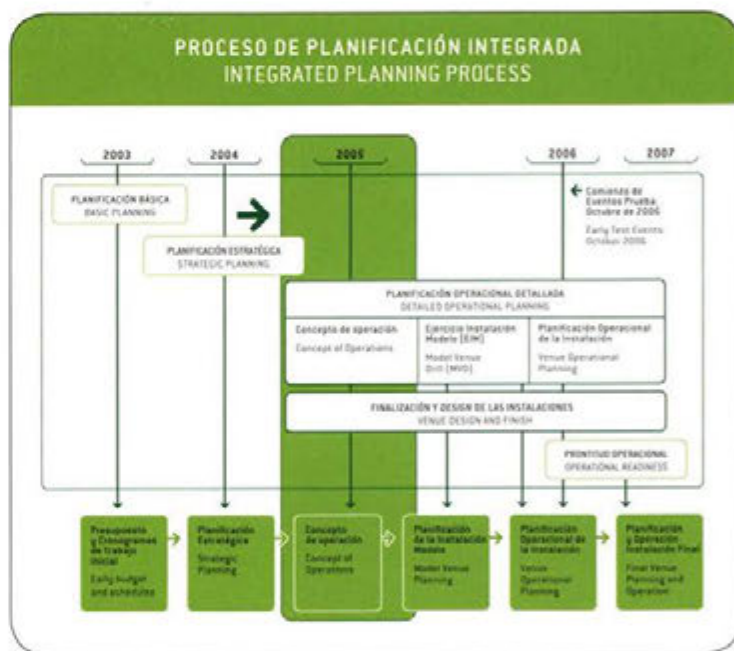 PROCESO DE PLANIFICACIÓN INTEGRADA
INTEGRATED PLANNING PROCESS
2003
2004
2005
2006
2007
PLANIFICACIÓN BÁSICA
BASIC PLANNING
Comienzo de
Eventos Prueba,
Octubre de 2006
Early Test Events
October 2006
PLANIFICACIÓN ESTRATÉGICA
STRATEGIC PLANNING
PLANIFICACIÓN OPERACIONAL DETALLADA
DETAILED OPERATIONAL PLANNING
Concepto de operación
Concept of Operations
Ejercicio Instalación
Modelo (EIM)
Model Venue
Drill (MVD)
Planificación Operacional
de la Instalación
Venue Operational
Planning
FINALIZACIÓN Y DESIGN DE LAS INSTALACIONES
VENUE DESIGN AND FINISH
PRONTITUD OPERACIONAL
OPERATIONAL READINESS
Presupuesto
y Cronogramas
de trabajo
inicial
Early budget
and schedules
Planificación
Estratégica
Strategic
Planning
Concepto
de operación
Concept of
Operations
Planificación
de la Instalación
Modelo
Model Venue
Planning
Planificación
Operacional de
la Instalación
Venue
Operational
Planning
Planificación
y Operación
Instalación Final
Final Venue
Planning and
Operation